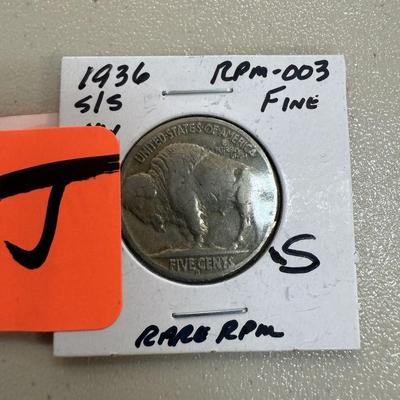 1936 RPM-003
S/S FINE
UNITED STATES OF AMERICA
J
FIVE CENTS
S
RARE RPM